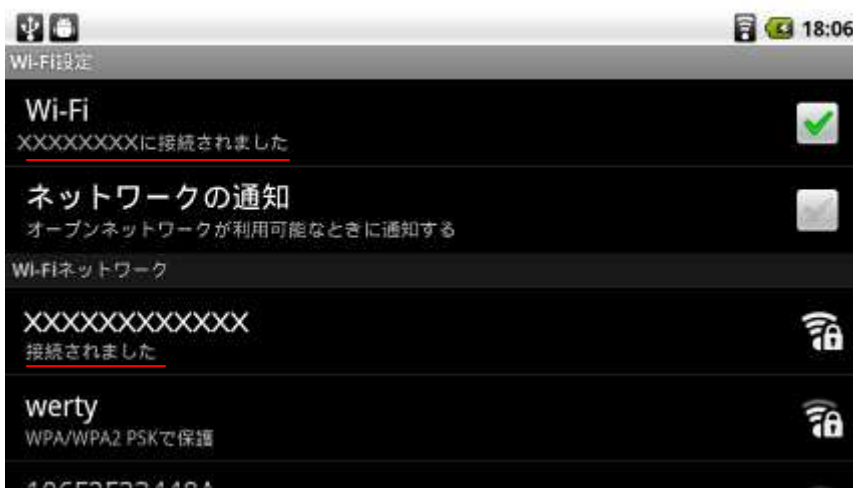 18:06
Wi-Fi設定
Wi-Fi
XXXXXXXXに接続されました
ネットワークの通知
オープンネットワークが利用可能なときに通知する
Wi-Fiネットワーク
XXXXXXXXXXXX
接続されました
werty
WPA/WPA2 PSKで保護